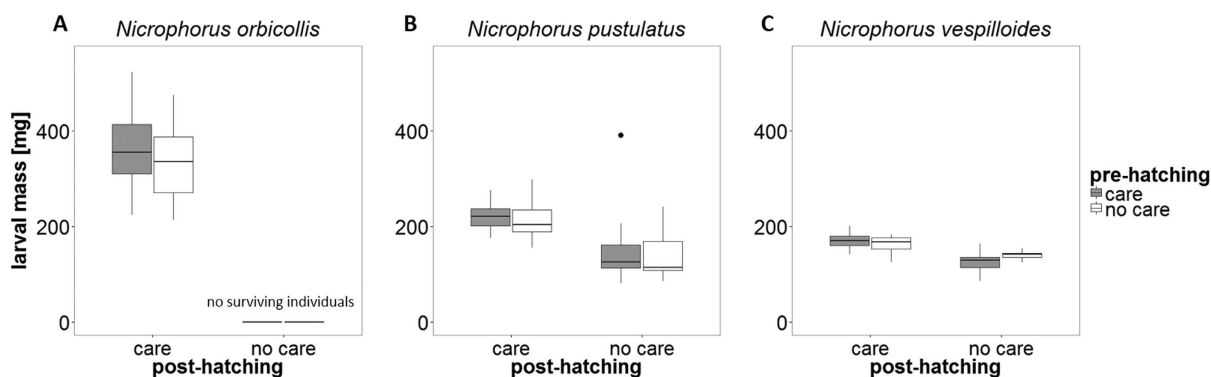 A
Nicrophorus orbicollis
B
Nicrophorus pustulatus
C
Nicrophorus vespilloides
larval mass [mg]
400
200
0
no surviving individuals
care
no care
post-hatching
400
200
0
care
no care
post-hatching
400
200
0
care
no care
post-hatching
pre-hatching
care
no care